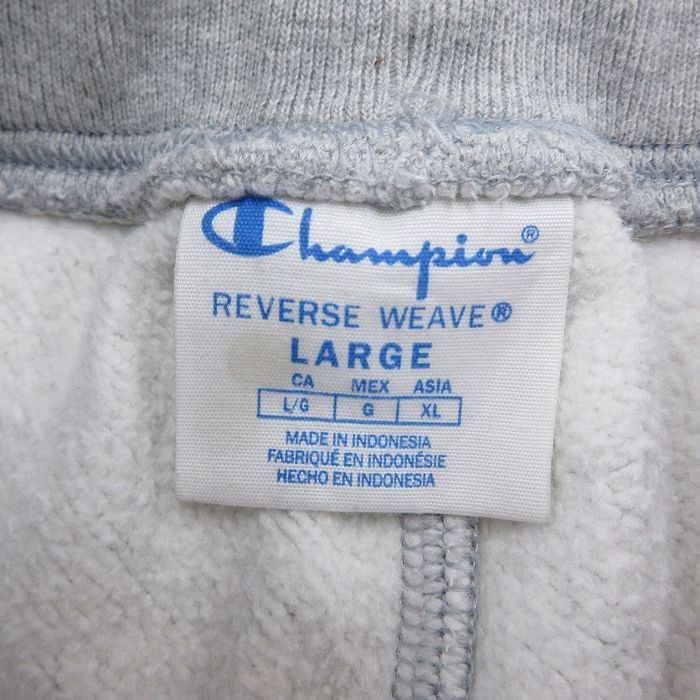 Champion®
REVERSE WEAVE®
LARGE
CA MEX ASIA
L/G G XL
MADE IN INDONESIA
FABRIQUÉ EN INDONÉSIE
HECHO EN INDONESIA